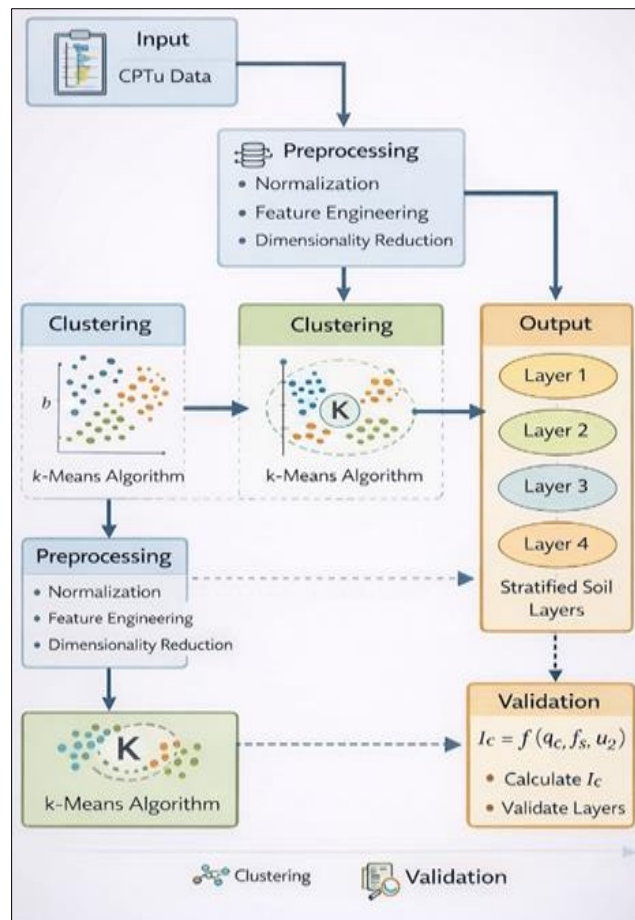 Input
CPTu Data
Preprocessing
• Normalization
• Feature Engineering
• Dimensionality Reduction
Clustering
b
k-Means Algorithm
Clustering
K
k-Means Algorithm
Output
Layer 1
Layer 2
Layer 3
Layer 4
Stratified Soil
Layers
Preprocessing
• Normalization
• Feature Engineering
• Dimensionality Reduction
K
k-Means Algorithm
Validation
I_c = f (q_c, f_s, u_2)
• Calculate I_c
• Validate Layers
Clustering
Validation